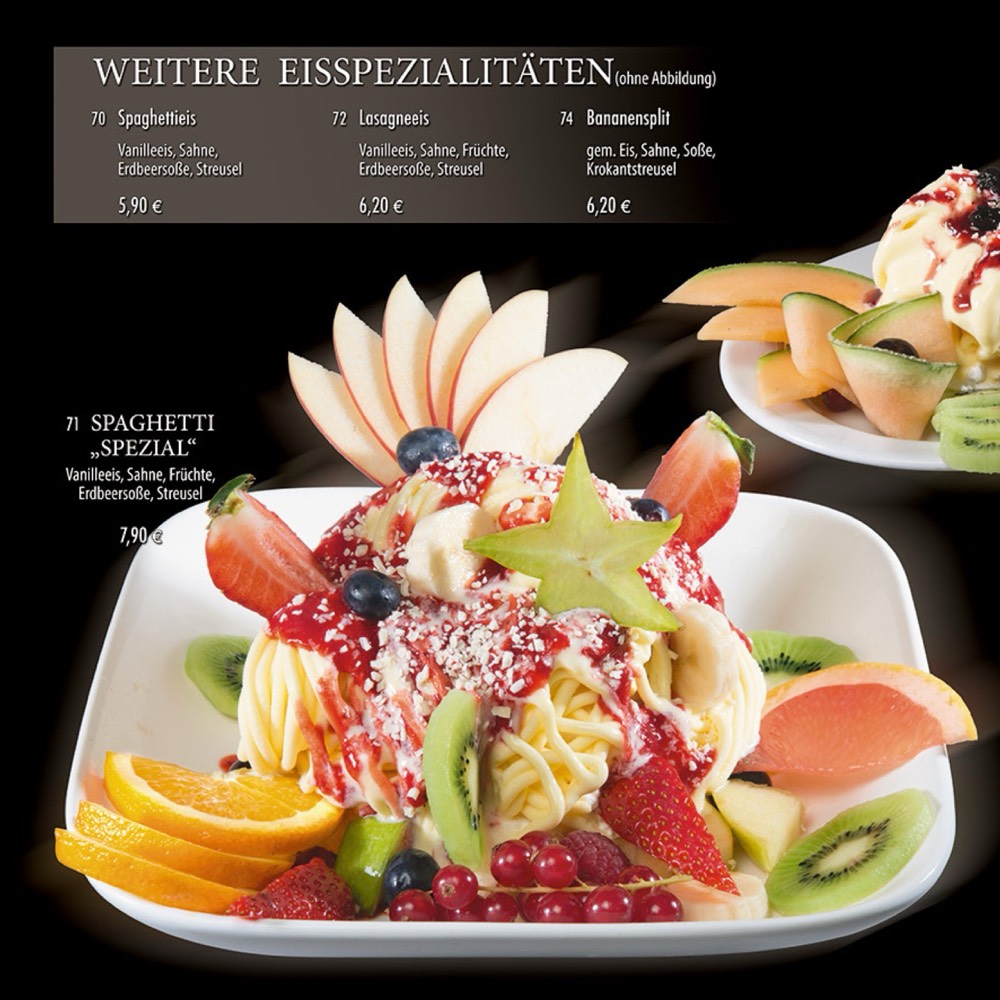 WEITERE EISSPEZIALITÄTEN (ohne Abbildung)
70 Spaghettieis
Vanilleeis, Sahne,
Erdbeersoße, Streusel
5,90 €
72 Lasagneeis
Vanilleeis, Sahne, Früchte,
Erdbeersoße, Streusel
6,20 €
74 Bananensplit
gem. Eis, Sahne, Soße,
Krokantstreusel
6,20 €
71 SPAGHETTI
„SPEZIAL“
Vanilleeis, Sahne, Früchte,
Erdbeersoße, Streusel
7,90 €